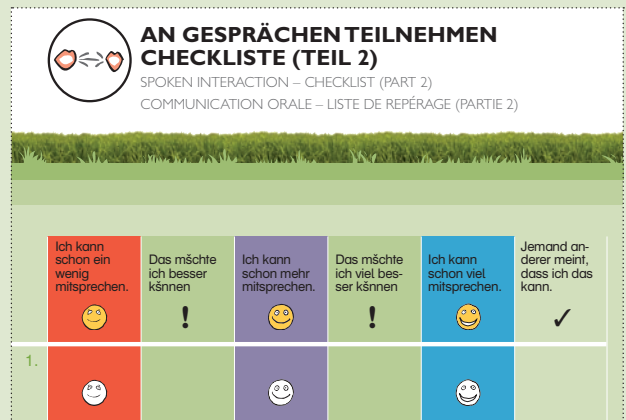 AN GESPRÄCHEN TEILNEHMEN
CHECKLISTE (TEIL 2)
SPOKEN INTERACTION – CHECKLIST (PART 2)
COMMUNICATION ORALE – LISTE DE REPÉRAGE (PARTIE 2)
Ich kann
schon ein
wenig
mitsprechen.
Das mšchte
ich besser
kšnnen
!
Ich kann
schon mehr
mitsprechen.
Das mšchte
ich viel bes-
ser kšnnen
!
Ich kann
schon viel
mitsprechen.
Jemand an-
derer meint,
dass ich das
kann.
✓
1.